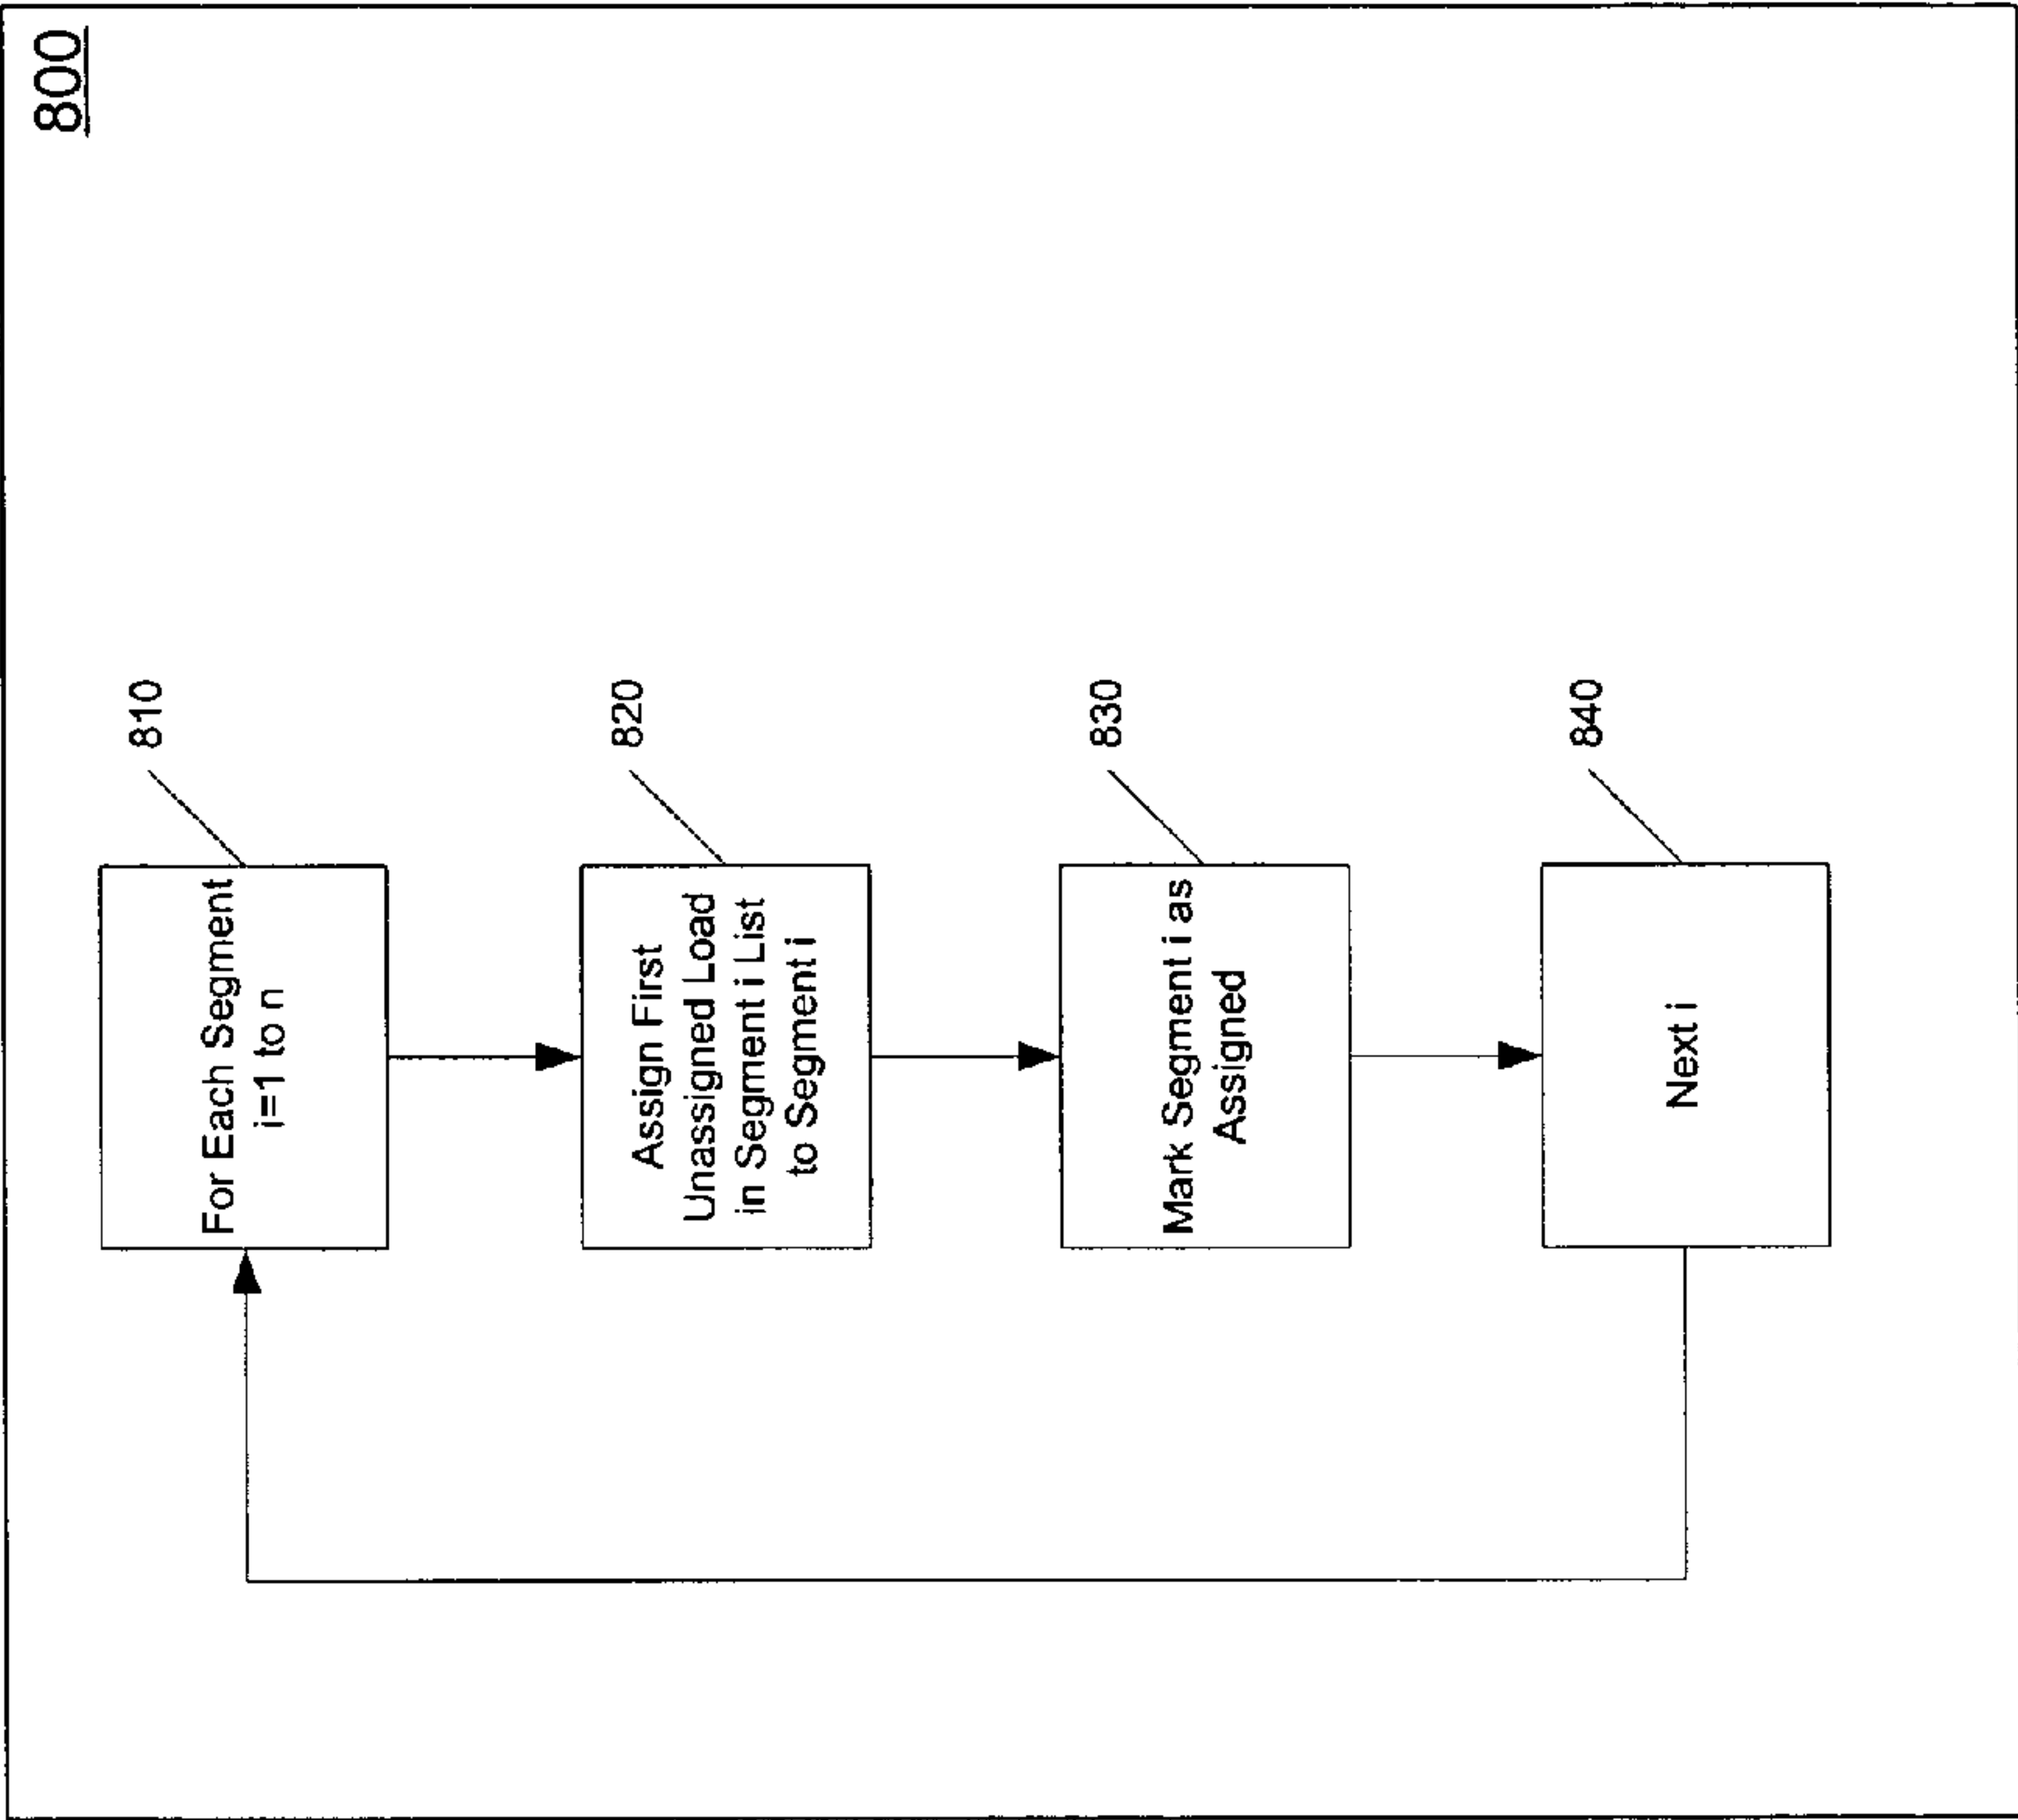 800
810
For Each Segment
i=1 to n
820
Assign First
Unassigned Load
in Segment i List
to Segment i
830
Mark Segment i as
Assigned
840
Next i